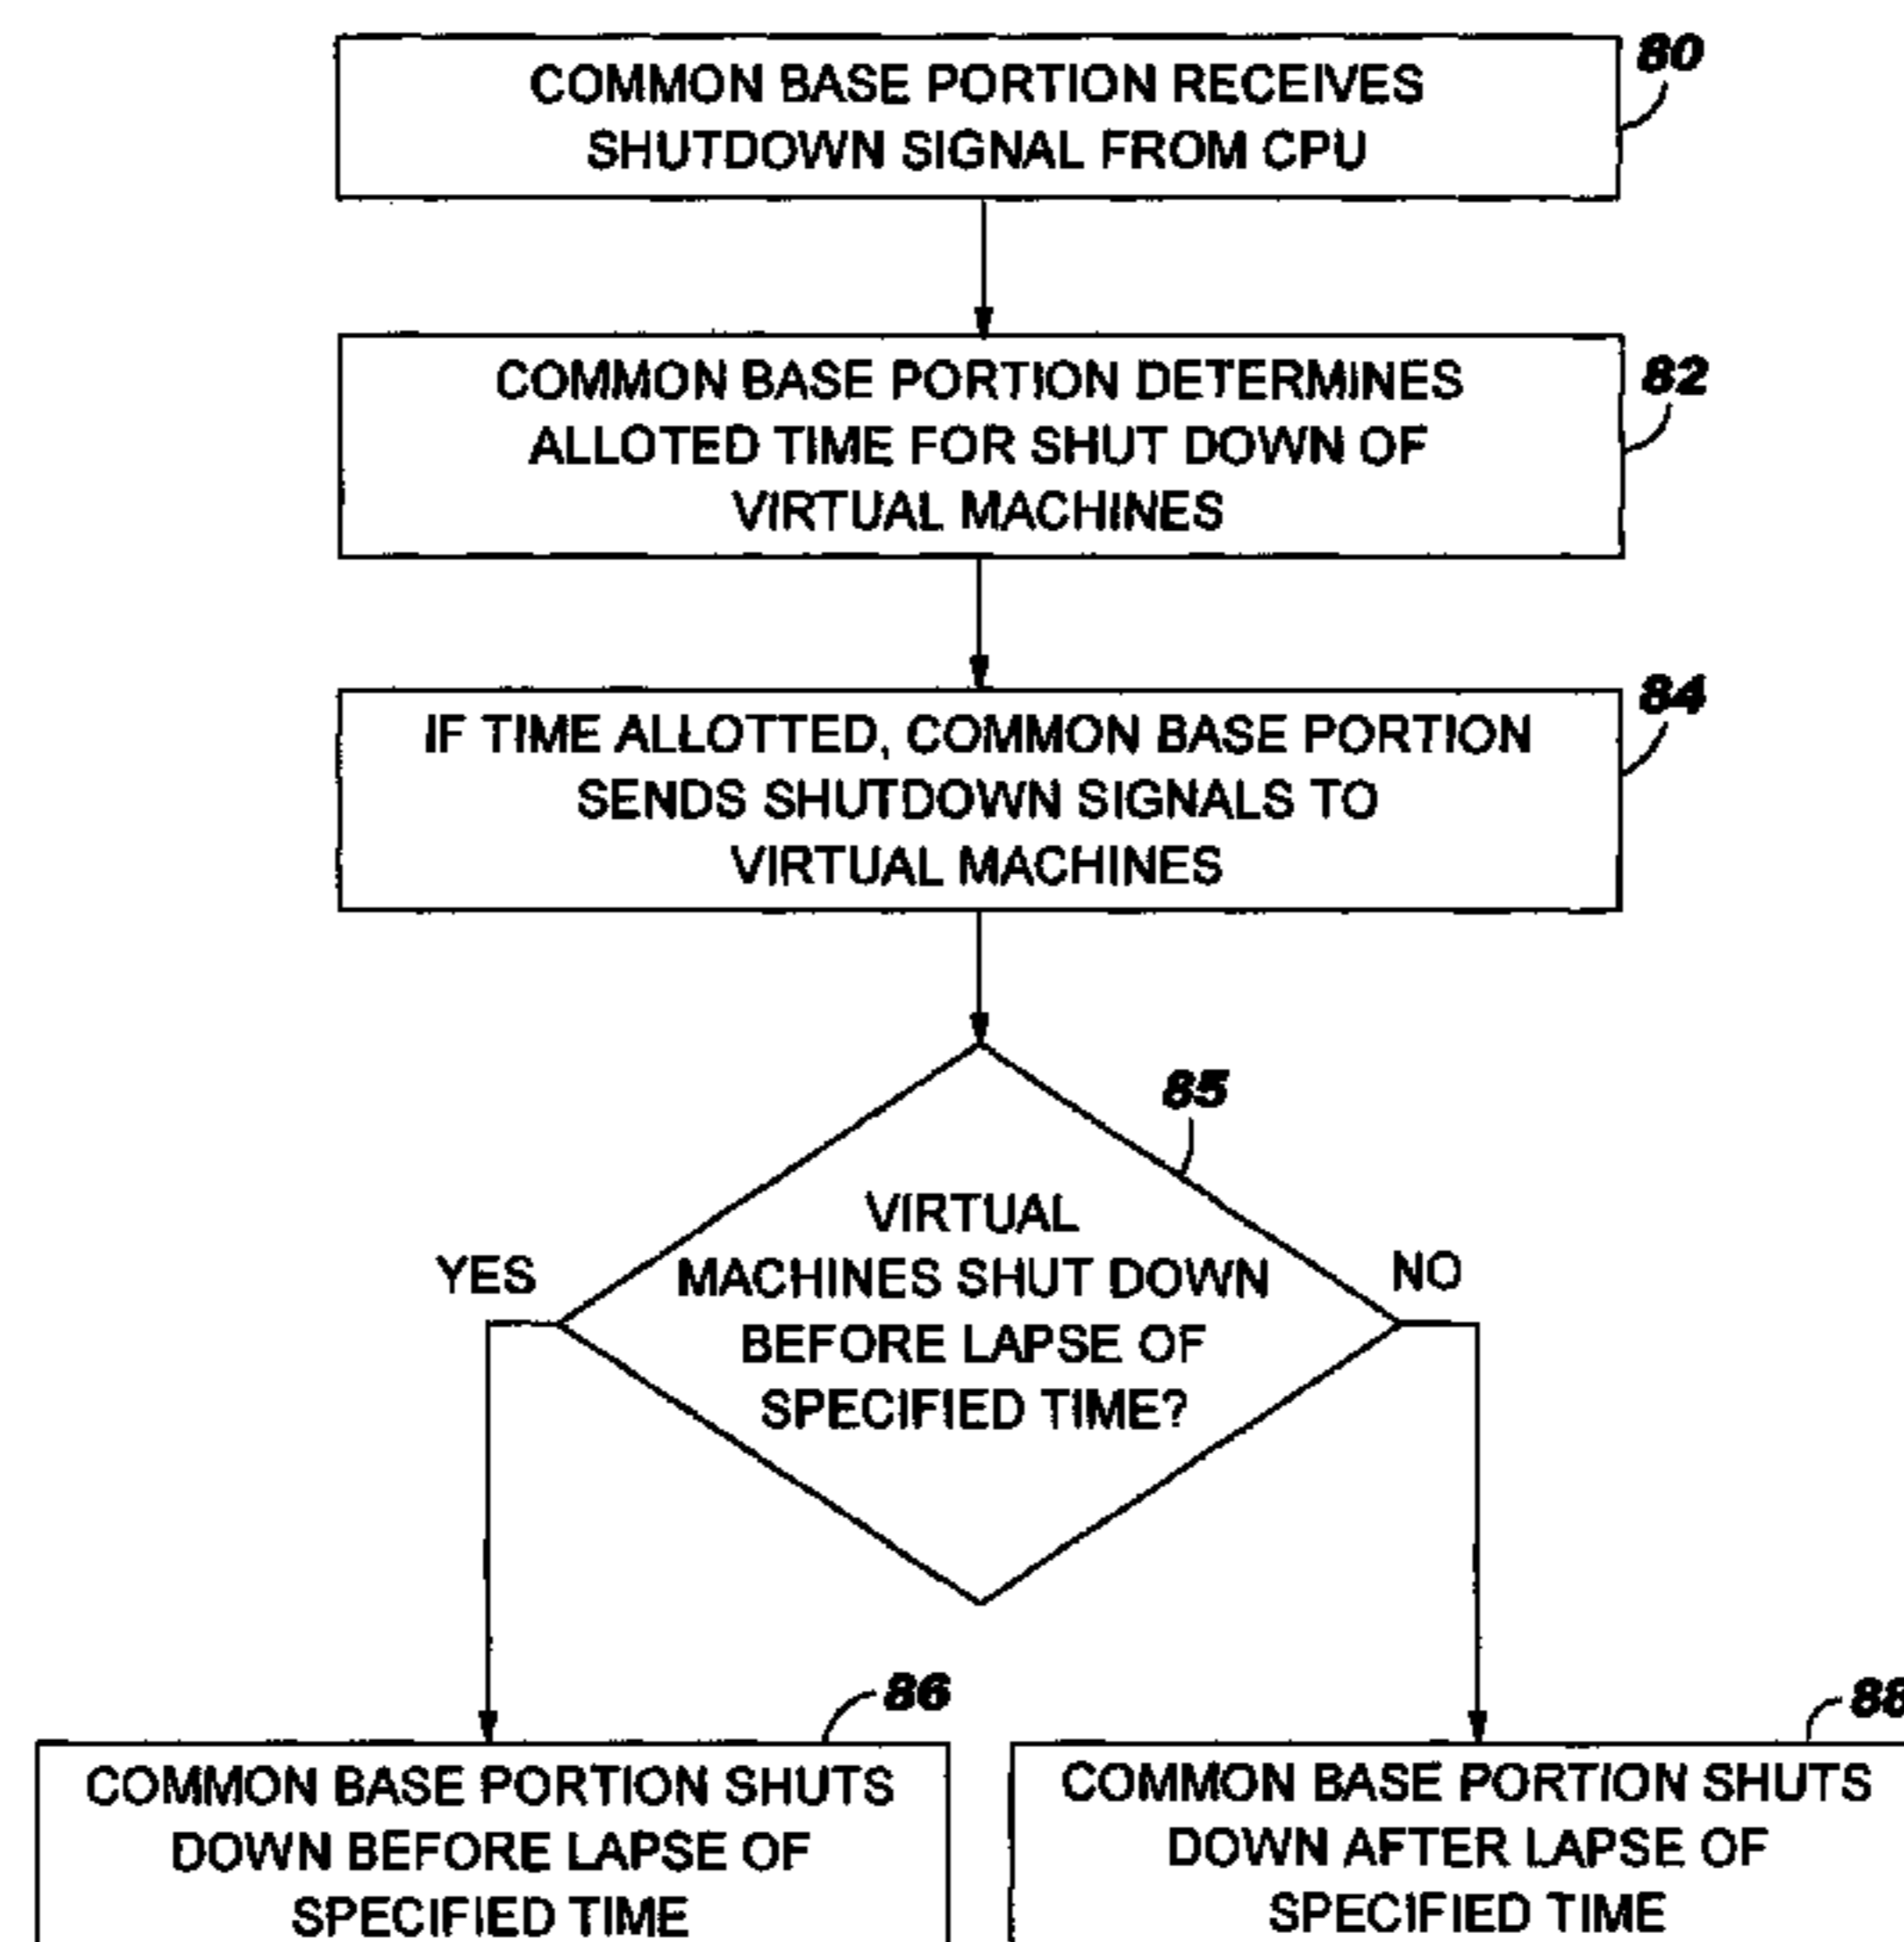 COMMON BASE PORTION RECEIVES
SHUTDOWN SIGNAL FROM CPU
80
COMMON BASE PORTION DETERMINES
ALLOTED TIME FOR SHUT DOWN OF
VIRTUAL MACHINES
82
IF TIME ALLOTTED, COMMON BASE PORTION
SENDS SHUTDOWN SIGNALS TO
VIRTUAL MACHINES
84
85
VIRTUAL
MACHINES SHUT DOWN
BEFORE LAPSE OF
SPECIFIED TIME?
YES
NO
86
COMMON BASE PORTION SHUTS
DOWN BEFORE LAPSE OF
SPECIFIED TIME
88
COMMON BASE PORTION SHUTS
DOWN AFTER LAPSE OF
SPECIFIED TIME